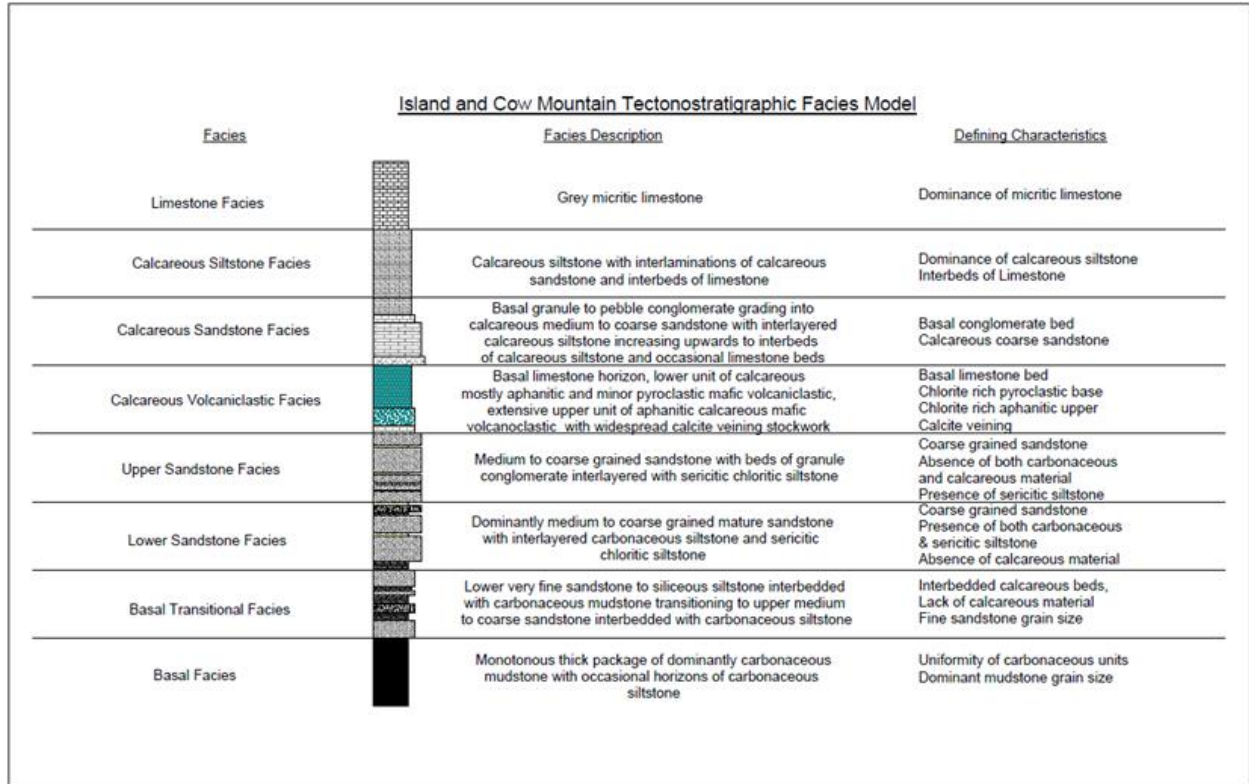 Island and Cow Mountain Tectonostratigraphic Facies Model
Facies
Facies Description
Defining Characteristics
Limestone Facies
Grey micritic limestone
Dominance of micritic limestone
Calcareous Siltstone Facies
Calcareous siltstone with interlaminations of calcareous
sandstone and interbeds of limestone
Dominance of calcareous siltstone
Interbeds of Limestone
Calcareous Sandstone Facies
Basal granule to pebble conglomerate grading into
calcareous medium to coarse sandstone with interlayered
calcareous siltstone increasing upwards to interbeds
of calcareous siltstone and occasional limestone beds
Basal conglomerate bed
Calcareous coarse sandstone
Calcareous Volcaniclastic Facies
Basal limestone horizon, lower unit of calcareous
mostly aphanitic and minor pyroclastic mafic volcaniclastic,
extensive upper unit of aphanitic calcareous mafic
volcanoclastic with widespread calcite veining stockwork
Basal limestone bed
Chlorite rich pyroclastic base
Chlorite rich aphanitic upper
Calcite veining
Upper Sandstone Facies
Medium to coarse grained sandstone with beds of granule
conglomerate interlayered with sericitic chloritic siltstone
Coarse grained sandstone
Absence of both carbonaceous
and calcareous material
Presence of sericitic siltstone
Lower Sandstone Facies
Dominantly medium to coarse grained mature sandstone
with interlayered carbonaceous siltstone and sericitic
chloritic siltstone
Coarse grained sandstone
Presence of both carbonaceous
& sericitic siltstone
Absence of calcareous material
Basal Transitional Facies
Lower very fine sandstone to siliceous siltstone interbedded
with carbonaceous mudstone transitioning to upper medium
to coarse sandstone interbedded with carbonaceous siltstone
Interbedded calcareous beds,
Lack of calcareous material
Fine sandstone grain size
Basal Facies
Monotonous thick package of dominantly carbonaceous
mudstone with occasional horizons of carbonaceous
siltstone
Uniformity of carbonaceous units
Dominant mudstone grain size